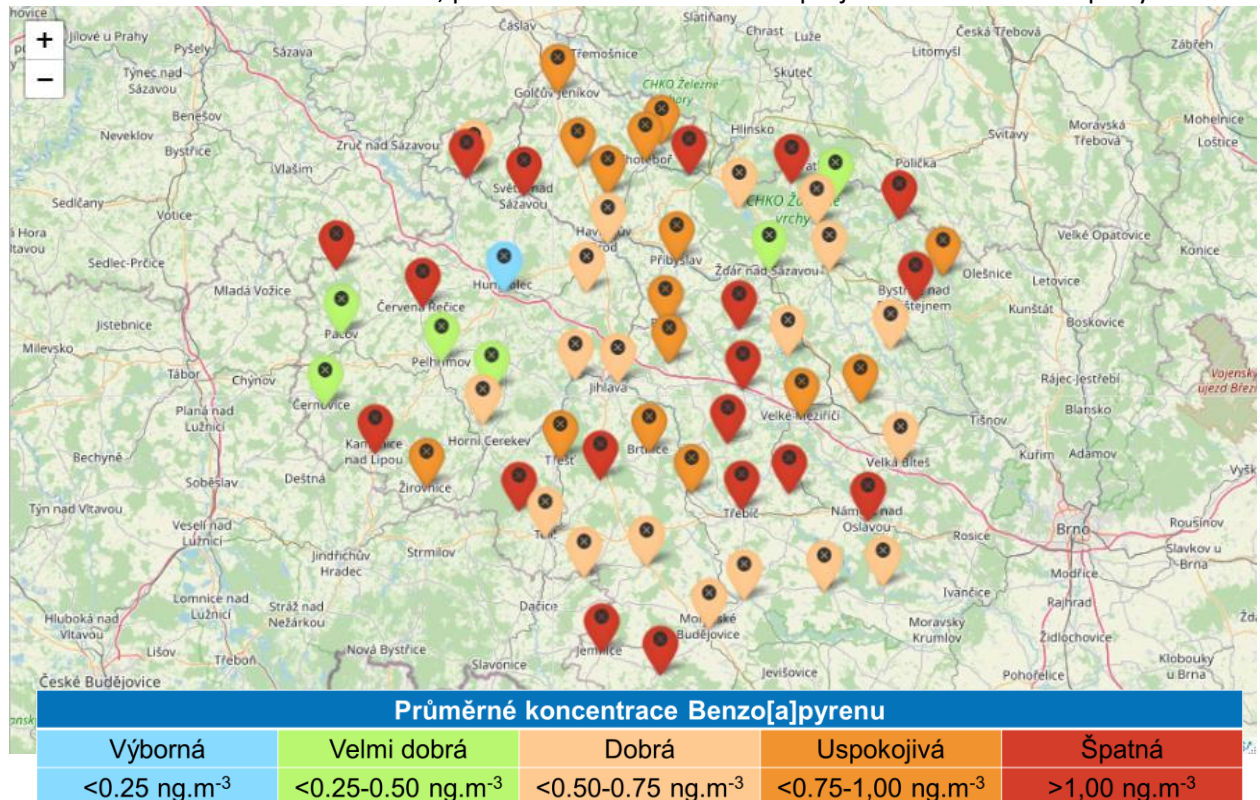 +
−
Jílové u Prahy
Pyšely
Sázava
Čáslav
Třemošnice
Slatiňany
Chrast
Luže
Česká Třebová
Litomyšl
Zábřeh
Týnec nad
Sázavou
Golčův Jeníkov
CHKO Železné
hory
Skuteč
Benešov
Neveklov
Bystřice
Zruč nad Sázavou
Vlašim
Hlinsko
Svitavy
Moravská
Třebová
Mohelnice
Loštice
Polička
Sedlčany
Votice
Sázavou
vrchy
Velké Opatovice
Konice
Sedlec-Prčice
Přibyslav
Žďár nad Sázavou
Olešnice
Letovice
Mladá Vožice
Červená Řečice
Bystřice nad
Kunštát
Boskovice
Jistebnice
Pacov
Milevsko
Pelhřimov
Jihlava
Vojenský
újezd Březi
Tábor
Chýnov
Černovice
Rájec-Jestřebí
Planá nad
Lužnicí
Velké Meziříčí
Tišnov
Blansko
Bechyně
nad Lipou
Horní Cerekev
Třešť
Brtnice
Velká Bíteš
Kuřim
Adamov
Soběslav
Deštná
Žirovnice
Týn nad Vltavou
Třebíč
Oslavou
Veselí nad
Lužnicí
Jindřichův
Hradec
Strmilov
Rosice
Brno
Rousínov
Slavkov u
Brna
Modřice
Lomnice nad
Lužnicí
Stráž nad
Nežárkou
Dačice
Ivančice
Rajhrad
Hluboká nad
Vltavou
Budějovice
Moravský
Krumlov
Židlochovice
Lišov
Třeboň
Nová Bystřice
Slavonice
Jemnice
Jevišovice
Pohořelice
Klobouky
u Brna
České Budějovice
Průměrné koncentrace Benzo[a]pyrenu
Výborná Velmi dobrá Dobrá Uspokojivá Špatná
<0.25 ng.m⁻³ <0.25-0.50 ng.m⁻³ <0.50-0.75 ng.m⁻³ <0.75-1,00 ng.m⁻³ >1,00 ng.m⁻³